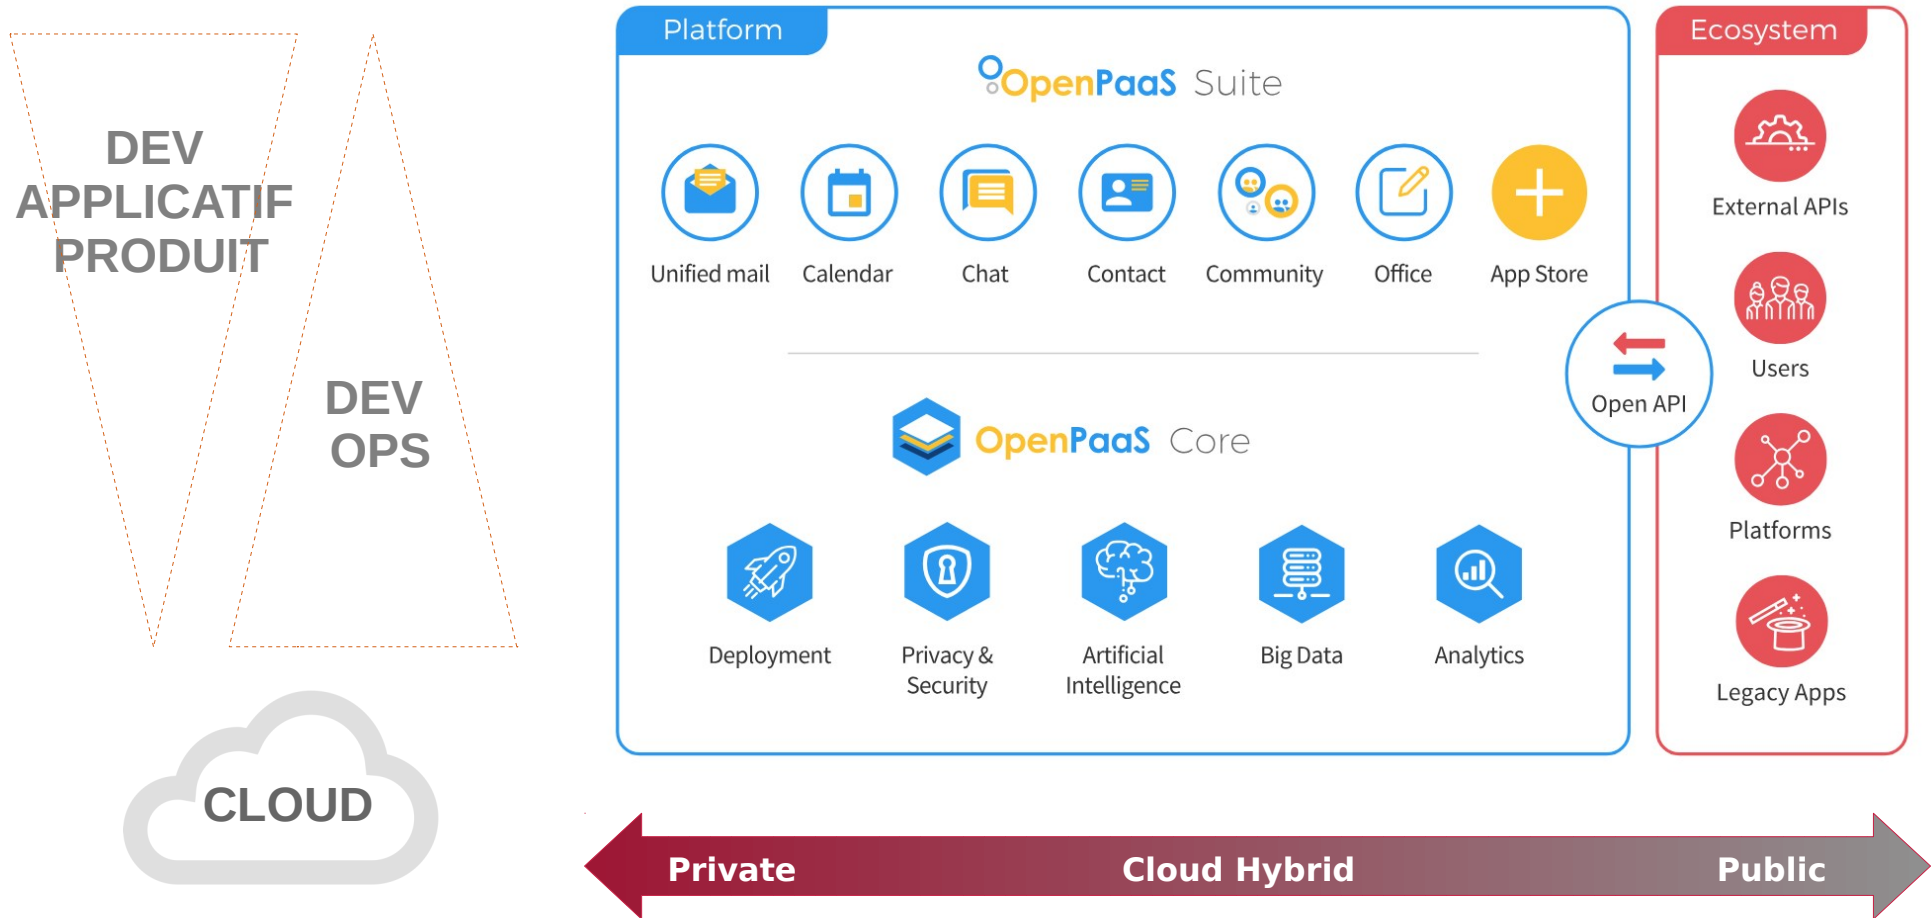 DEV
APPLICATIF
PRODUIT
DEV
OPS
CLOUD
Platform
OpenPaaS Suite
Unified mail
Calendar
Chat
Contact
Community
Office
App Store
OpenPaaS Core
Deployment
Privacy &
Security
Artificial
Intelligence
Big Data
Analytics
Open API
Ecosystem
External APIs
Users
Platforms
Legacy Apps
Private
Cloud Hybrid
Public